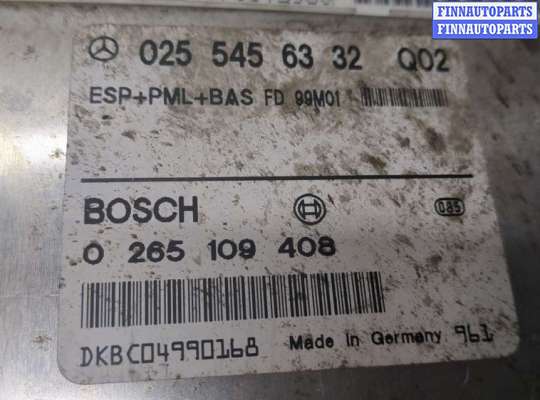 FINNAUTOPARTS
FINNAUTOPARTS
025 545 63 32 Q02
ESP+PML+BAS FD 99M01
BOSCH
085
0 265 109 408
DKBC04990168
Made in Germany
961